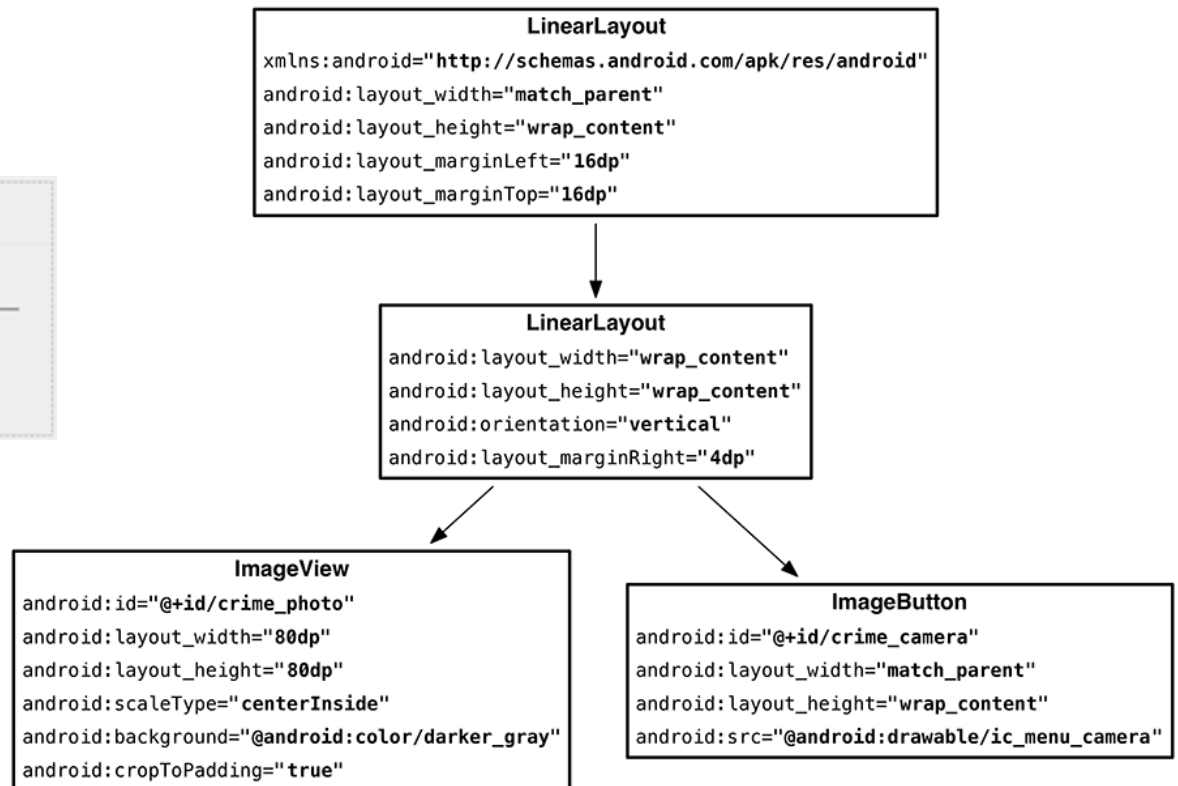 LinearLayout
xmlns:android="http://schemas.android.com/apk/res/android"
android:layout_width="match_parent"
android:layout_height="wrap_content"
android:layout_marginLeft="16dp"
android:layout_marginTop="16dp"
LinearLayout
android:layout_width="wrap_content"
android:layout_height="wrap_content"
android:orientation="vertical"
android:layout_marginRight="4dp"
ImageView
android:id="@+id/crime_photo"
android:layout_width="80dp"
android:layout_height="80dp"
android:scaleType="centerInside"
android:background="@android:color/darker_gray"
android:cropToPadding="true"
ImageButton
android:id="@+id/crime_camera"
android:layout_width="match_parent"
android:layout_height="wrap_content"
android:src="@android:drawable/ic_menu_camera"